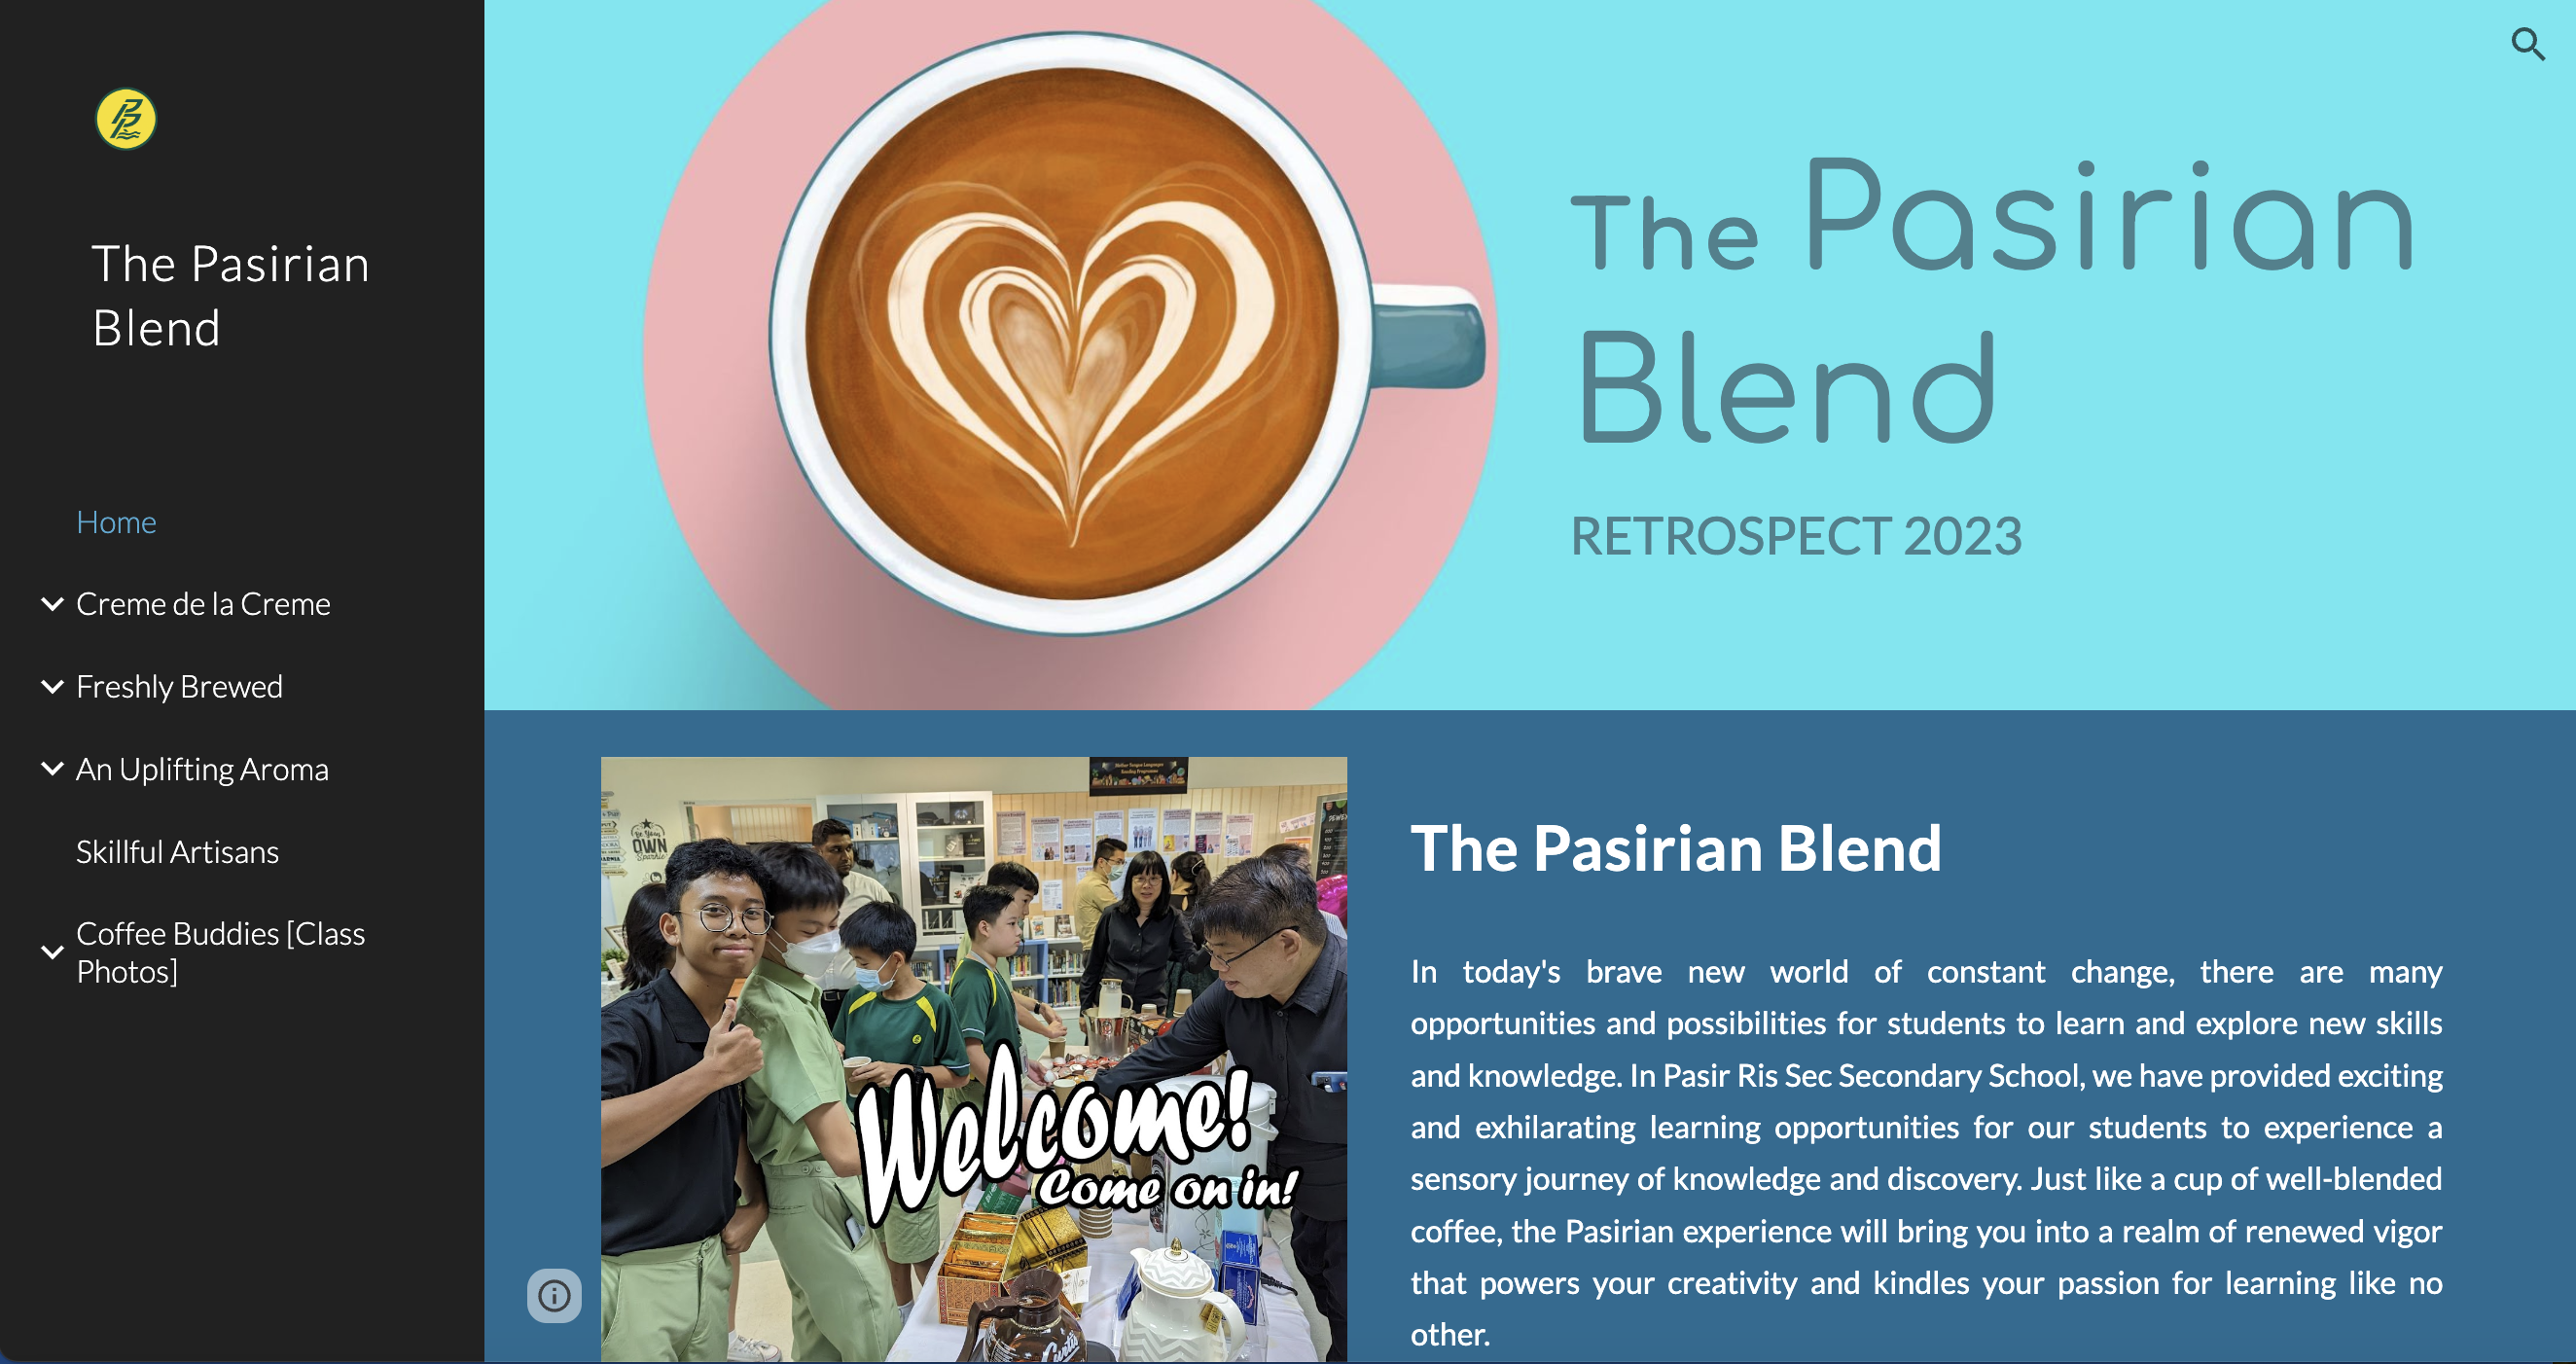 The Pasirian
Blend
Home
Creme de la Creme
Freshly Brewed
An Uplifting Aroma
Skillful Artisans
Coffee Buddies [Class
Photos]
The Pasirian
Blend
RETROSPECT 2023
OWN
Welcome!
Come on in!
The Pasirian Blend
In today's brave new world of constant change, there are many
opportunities and possibilities for students to learn and explore new skills
and knowledge. In Pasir Ris Sec Secondary School, we have provided exciting
and exhilarating learning opportunities for our students to experience a
sensory journey of knowledge and discovery. Just like a cup of well-blended
coffee, the Pasirian experience will bring you into a realm of renewed vigor
that powers your creativity and kindles your passion for learning like no
other.